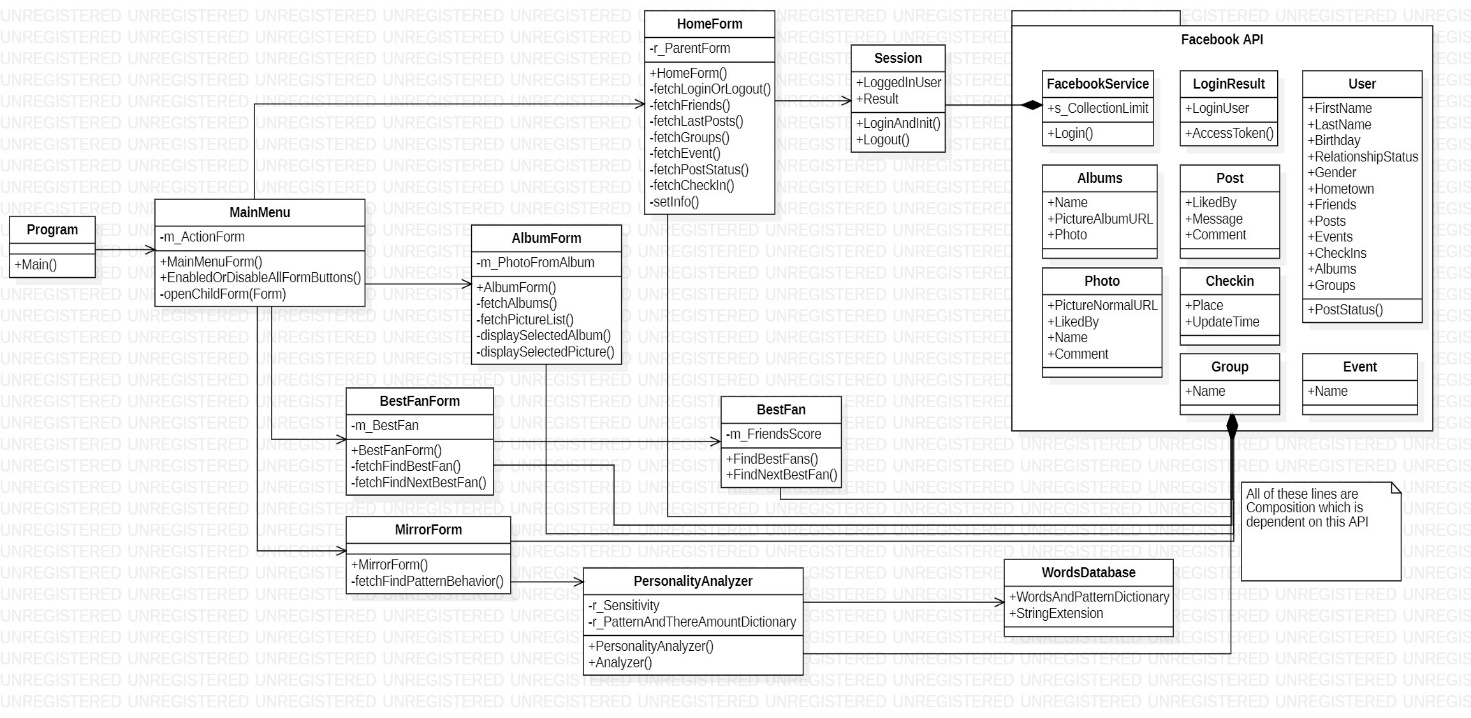 HomeForm
-r_ParentForm
+HomeForm()
-fetchLoginOrLogout()
-fetchFriends()
-fetchLastPosts()
-fetchGroups()
-fetchEvent()
-fetchPostStatus()
-fetchCheckIn()
-setInfo()
Session
+LoggedInUser
+Result
+LoginAndInit()
+Logout()
Facebook API
FacebookService
+s_CollectionLimit
+Login()
LoginResult
+LoginUser
+AccessToken()
User
+FirstName
+LastName
+Birthday
+RelationshipStatus
+Gender
+Hometown
+Friends
+Posts
+Events
+CheckIns
+Albums
+Groups
+PostStatus()
Albums
+Name
+PictureAlbumURL
+Photo
Post
+LikedBy
+Message
+Comment
Photo
+PictureNormalURL
+LikedBy
+Name
+Comment
Checkin
+Place
+UpdateTime
Group
+Name
Event
+Name
Program
+Main()
MainMenu
-m_ActionForm
+MainMenuForm()
+EnabledOrDisableAllFormButtons()
-openChildForm(Form)
AlbumForm
-m_PhotoFromAlbum
+AlbumForm()
-fetchAlbums()
-fetchPictureList()
-displaySelectedAlbum()
-displaySelectedPicture()
BestFanForm
-m_BestFan
+BestFanForm()
-fetchFindBestFan()
-fetchFindNextBestFan()
BestFan
-m_FriendsScore
+FindBestFans()
+FindNextBestFan()
All of these lines are
Composition which is
dependent on this API
MirrorForm
+MirrorForm()
-fetchFindPatternBehavior()
PersonalityAnalyzer
-r_Sensitivity
-r_PatternAndThereAmountDictionary
+PersonalityAnalyzer()
+Analyzer()
WordsDatabase
+WordsAndPatternDictionary
+StringExtension
UNREGISTERED